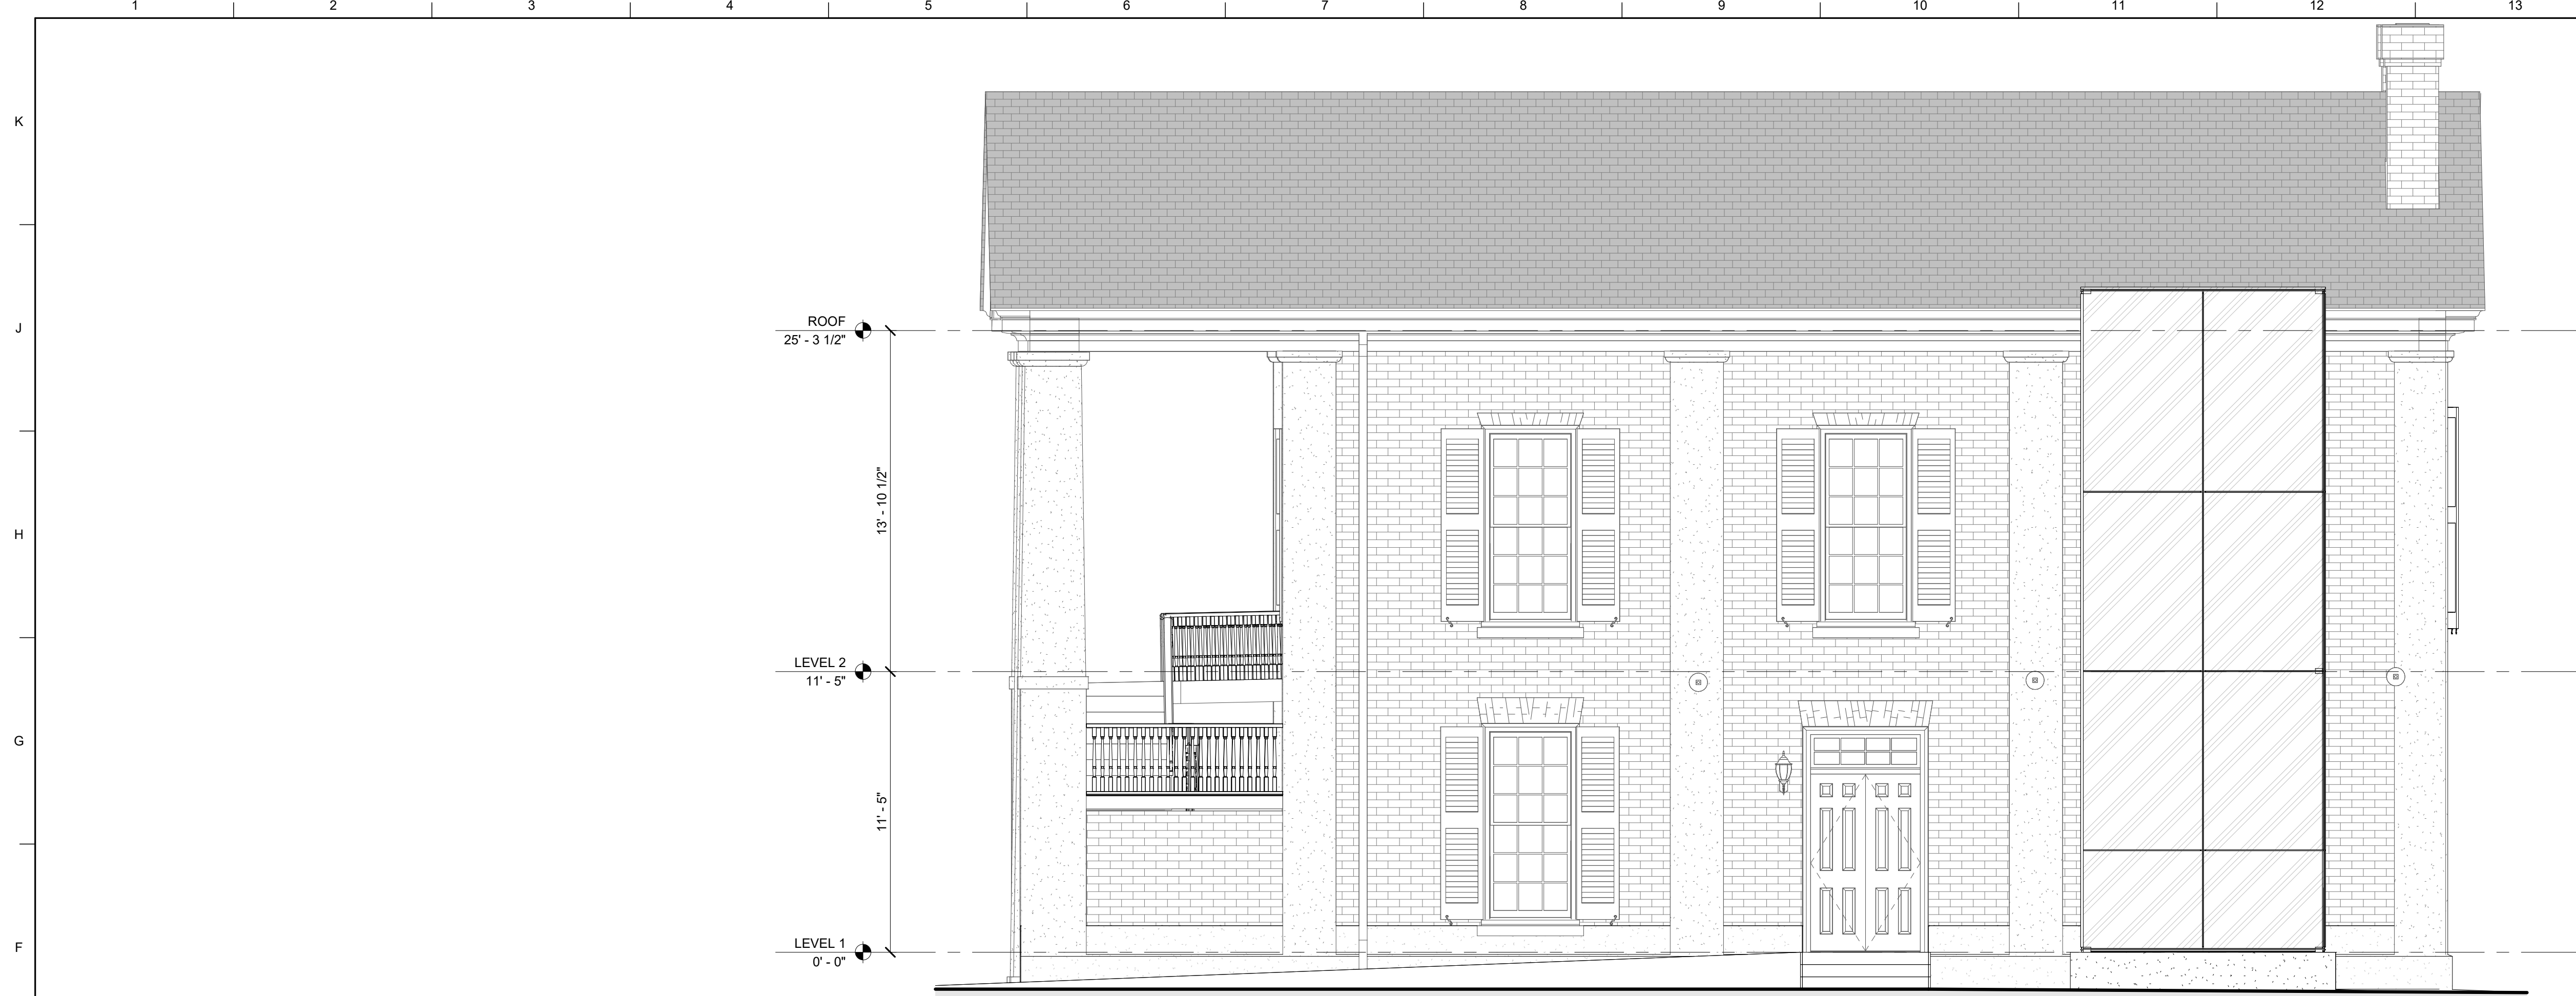 1 2 3 4 5 6 7 8 9 10 11 12 13
K
J
ROOF
25' - 3 1/2"
13' - 10 1/2"
H
LEVEL 2
11' - 5"
G
11' - 5"
LEVEL 1
F
0' - 0"